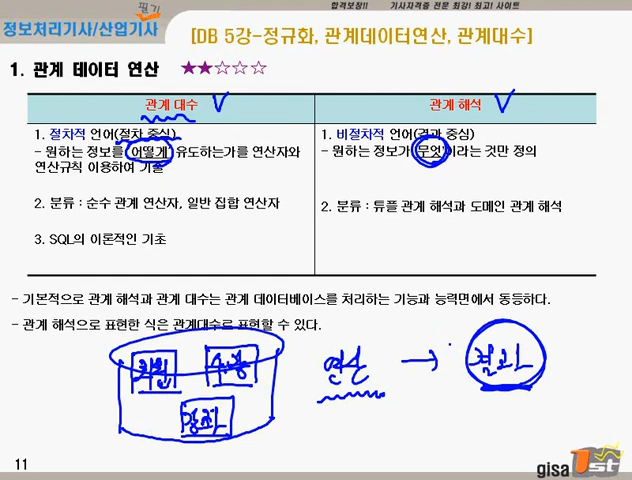 합격보장!! 기사자격증 전문 최강! 최고! 사이트
필기
정보처리기사/산업기사
[DB 5강-정규화, 관계데이터연산, 관계대수]
1. 관계 데이터 연산 ★★☆☆☆
관계 대수
관계 해석
1. 절차적 언어(절차 중심)
- 원하는 정보를 '어떻게' 유도하는가를 연산자와
연산규칙 이용하여 기술
2. 분류 : 순수 관계 연산자, 일반 집합 연산자
3. SQL의 이론적인 기초
1. 비절차적 언어(결과 중심)
- 원하는 정보가 '무엇'이라는 것만 정의
2. 분류 : 튜플 관계 해석과 도메인 관계 해석
- 기본적으로 관계 해석과 관계 대수는 관계 데이터베이스를 처리하는 기능과 능력면에서 동등하다.
- 관계 해석으로 표현한 식은 관계대수로 표현할 수 있다.
연산 → 결과
11
gisa 1st